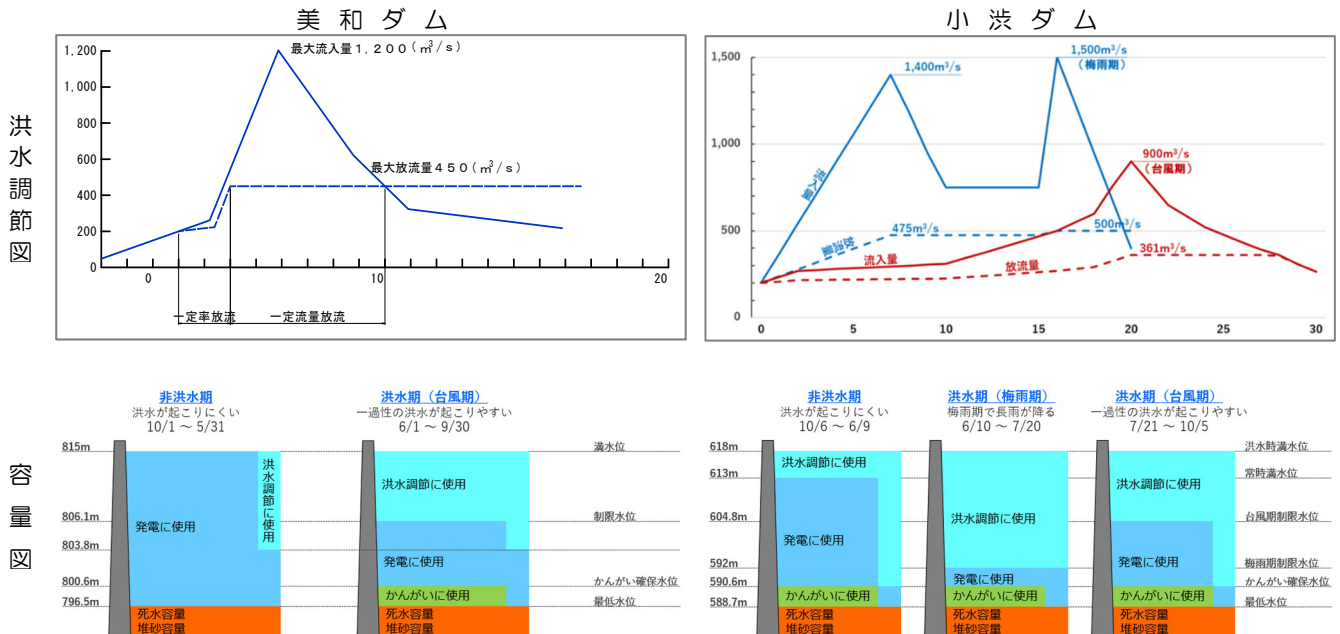 美和ダム
小渋ダム
洪水調節図
1,200
1,000
800
600
400
200
0
0
10
20
最大流入量１，２００（㎥／ｓ）
最大放流量４５０（㎥／ｓ）
一定率放流
一定流量放流
1,500
1,000
500
0
0
5
10
15
20
25
30
1,400m³/s
1,500m³/s
（梅雨期）
900m³/s
（台風期）
流入量
放流量
475m³/s
500m³/s
流入量
放流量
361m³/s
容量図
非洪水期
洪水が起こりにくい
10/1 ～ 5/31
洪水期（台風期）
一過性の洪水が起こりやすい
6/1 ～ 9/30
815m
806.1m
803.8m
800.6m
796.5m
発電に使用
洪水調節に使用
死水容量
堆砂容量
洪水調節に使用
発電に使用
かんがいに使用
死水容量
堆砂容量
満水位
制限水位
かんがい確保水位
最低水位
非洪水期
洪水が起こりにくい
10/6 ～ 6/9
洪水期（梅雨期）
梅雨期で長雨が降る
6/10 ～ 7/20
洪水期（台風期）
一過性の洪水が起こりやすい
7/21 ～ 10/5
618m
613m
604.8m
592m
590.6m
588.7m
洪水調節に使用
発電に使用
かんがいに使用
死水容量
堆砂容量
洪水調節に使用
発電に使用
かんがいに使用
死水容量
堆砂容量
洪水調節に使用
発電に使用
かんがいに使用
死水容量
堆砂容量
洪水時満水位
常時満水位
台風期制限水位
梅雨期制限水位
かんがい確保水位
最低水位